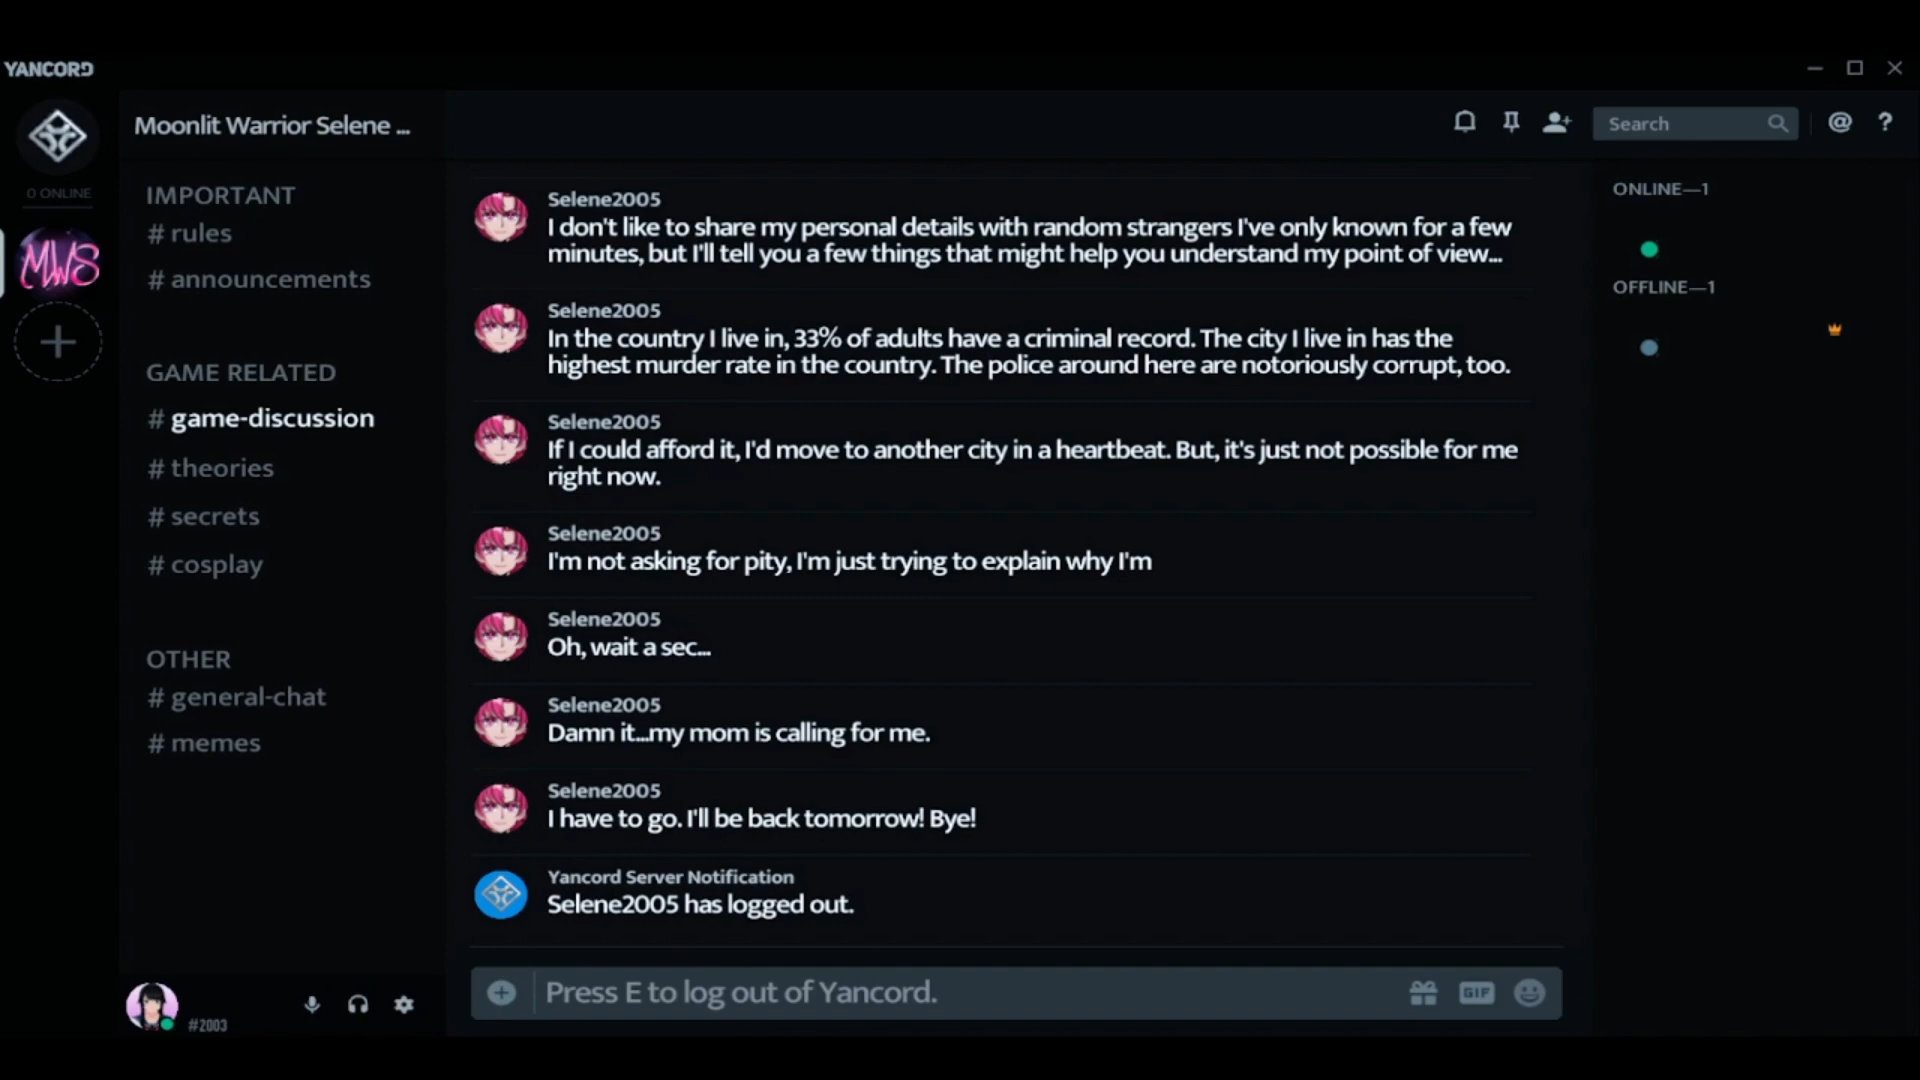 YANCORD
Moonlit Warrior Selene ...
Search
@
?
0 ONLINE
MWS
IMPORTANT
# rules
# announcements
GAME RELATED
# game-discussion
# theories
# secrets
# cosplay
OTHER
# general-chat
# memes
#2003
Selene2005
I don't like to share my personal details with random strangers I've only known for a few
minutes, but I'll tell you a few things that might help you understand my point of view...
Selene2005
In the country I live in, 33% of adults have a criminal record. The city I live in has the
highest murder rate in the country. The police around here are notoriously corrupt, too.
Selene2005
If I could afford it, I'd move to another city in a heartbeat. But, it's just not possible for me
right now.
Selene2005
I'm not asking for pity, I'm just trying to explain why I'm
Selene2005
Oh, wait a sec...
Selene2005
Damn it...my mom is calling for me.
Selene2005
I have to go. I'll be back tomorrow! Bye!
Yancord Server Notification
Selene2005 has logged out.
Press E to log out of Yancord.
GIF
ONLINE—1
OFFLINE—1